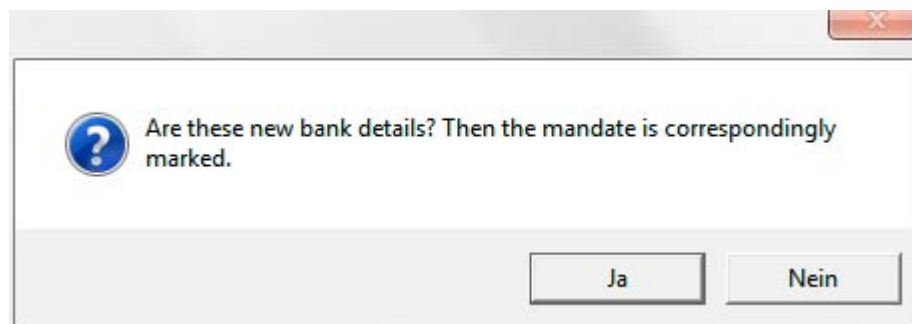 Are these new bank details? Then the mandate is correspondingly
marked.
Ja
Nein